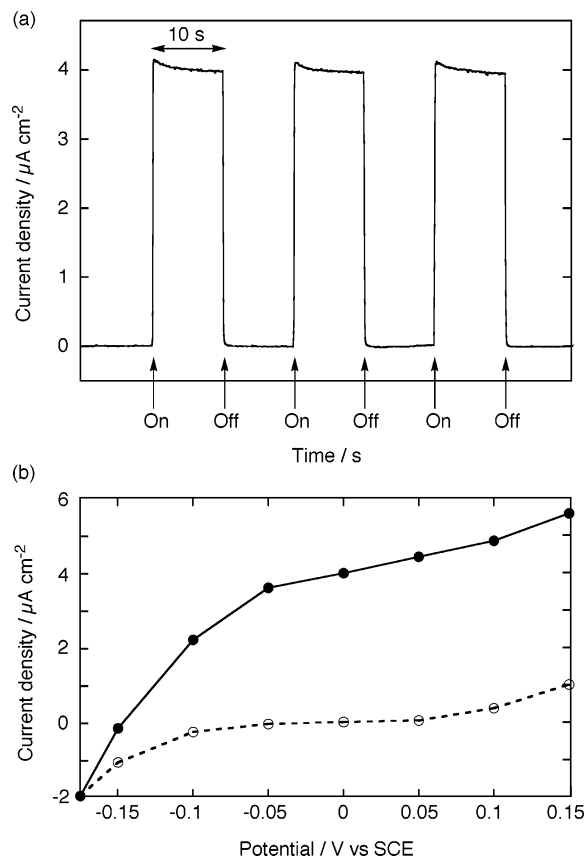 (a)
10 s
4
3
2
1
0
Current density / µA cm-2
On Off On Off On Off
Time / s
(b)
6
4
2
0
-2
Current density / µA cm-2
-0.15 -0.1 -0.05 0 0.05 0.1 0.15
Potential / V vs SCE